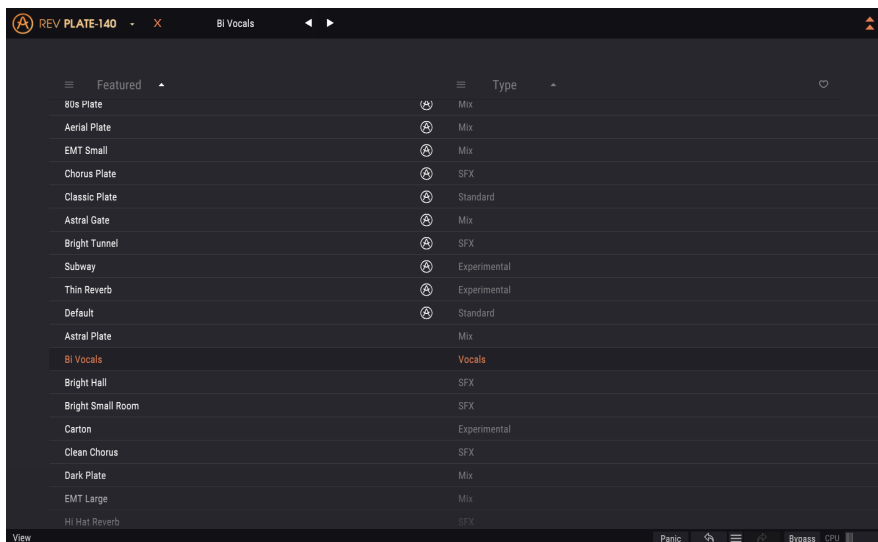 REV PLATE-140 X Bi Vocals
Featured Type
80s Plate Mix
Aerial Plate Mix
EMT Small Mix
Chorus Plate SFX
Classic Plate Standard
Astral Gate Mix
Bright Tunnel SFX
Subway Experimental
Thin Reverb Experimental
Default Standard
Astral Plate Mix
Bi Vocals Vocals
Bright Hall SFX
Bright Small Room SFX
Carton Experimental
Clean Chorus SFX
Dark Plate Mix
EMT Large Mix
Hi Hat Reverb SFX
View Panic Bypass CPU